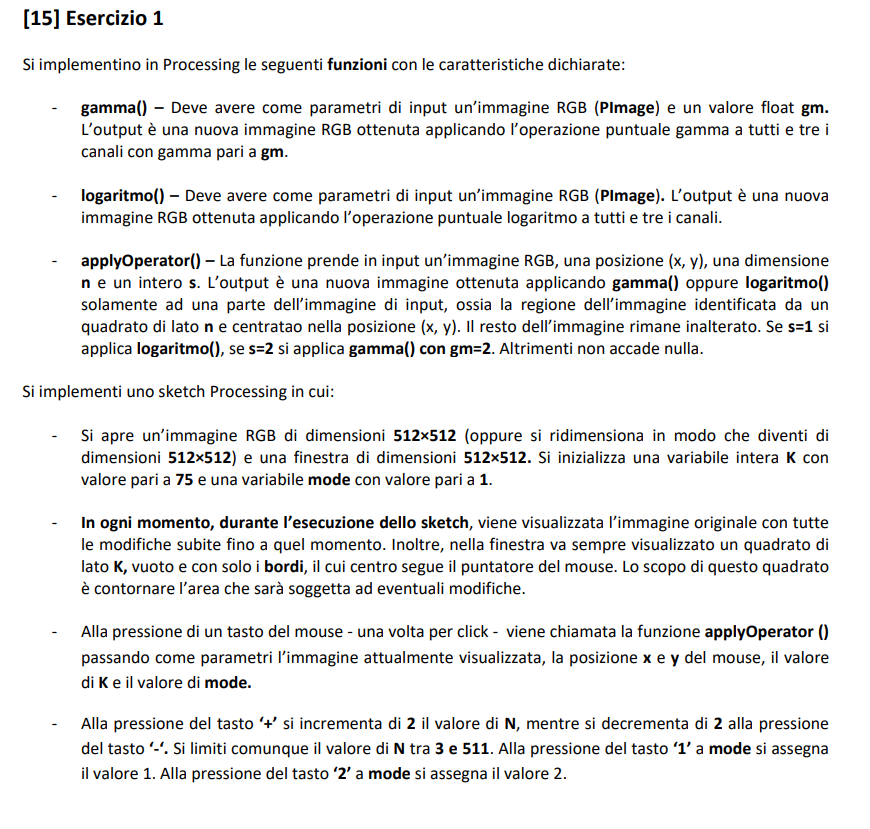 [15] Esercizio 1
Si implementino in Processing le seguenti funzioni con le caratteristiche dichiarate:
- gamma() – Deve avere come parametri di input un’immagine RGB (PImage) e un valore float gm.
L’output è una nuova immagine RGB ottenuta applicando l’operazione puntuale gamma a tutti e tre i
canali con gamma pari a gm.
- logaritmo() – Deve avere come parametri di input un’immagine RGB (PImage). L’output è una nuova
immagine RGB ottenuta applicando l’operazione puntuale logaritmo a tutti e tre i canali.
- applyOperator() – La funzione prende in input un’immagine RGB, una posizione (x, y), una dimensione
n e un intero s. L’output è una nuova immagine ottenuta applicando gamma() oppure logaritmo()
solamente ad una parte dell’immagine di input, ossia la regione dell’immagine identificata da un
quadrato di lato n e centratao nella posizione (x, y). Il resto dell’immagine rimane inalterato. Se s=1 si
applica logaritmo(), se s=2 si applica gamma() con gm=2. Altrimenti non accade nulla.
Si implementi uno sketch Processing in cui:
- Si apre un’immagine RGB di dimensioni 512×512 (oppure si ridimensiona in modo che diventi di
dimensioni 512×512) e una finestra di dimensioni 512×512. Si inizializza una variabile intera K con
valore pari a 75 e una variabile mode con valore pari a 1.
- In ogni momento, durante l’esecuzione dello sketch, viene visualizzata l’immagine originale con tutte
le modifiche subite fino a quel momento. Inoltre, nella finestra va sempre visualizzato un quadrato di
lato K, vuoto e con solo i bordi, il cui centro segue il puntatore del mouse. Lo scopo di questo quadrato
è contornare l’area che sarà soggetta ad eventuali modifiche.
- Alla pressione di un tasto del mouse - una volta per click - viene chiamata la funzione applyOperator ()
passando come parametri l’immagine attualmente visualizzata, la posizione x e y del mouse, il valore
di K e il valore di mode.
- Alla pressione del tasto ‘+’ si incrementa di 2 il valore di N, mentre si decrementa di 2 alla pressione
del tasto ‘-‘. Si limiti comunque il valore di N tra 3 e 511. Alla pressione del tasto ‘1’ a mode si assegna
il valore 1. Alla pressione del tasto ‘2’ a mode si assegna il valore 2.